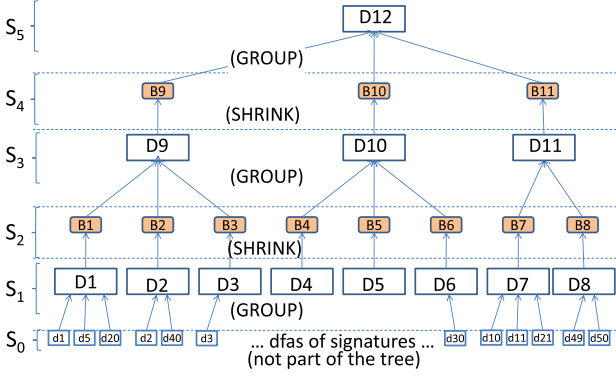 S5 D12
(GROUP)
S4 B9 B10 B11
(SHRINK)
S3 D9 D10 D11
(GROUP)
S2 B1 B2 B3 B4 B5 B6 B7 B8
(SHRINK)
S1 D1 D2 D3 D4 D5 D6 D7 D8
(GROUP)
S0 d1 d5 d20 d2 d40 d3 ... dfas of signatures ... d30 d10 d11 d21 d49 d50
(not part of the tree)